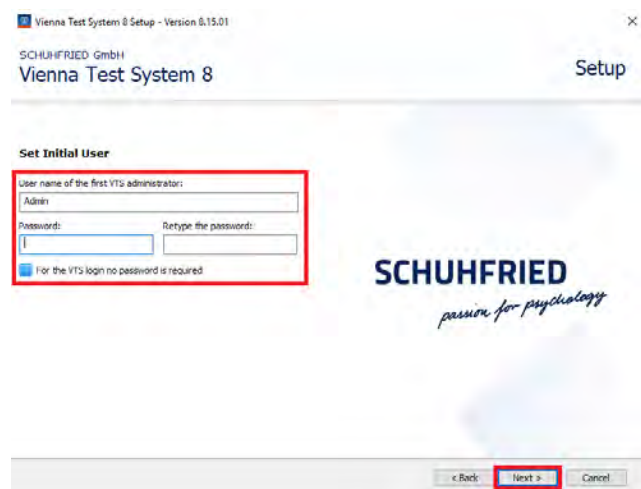 Vienna Test System 8 Setup - Version 8.15.01
SCHUHFRIED GmbH
Vienna Test System 8
Setup
Set Initial User
User name of the first VTS administrator:
Admin
Password:
Retype the password:
For the VTS login no password is required
SCHUHFRIED
passion for psychology
< Back
Next >
Cancel